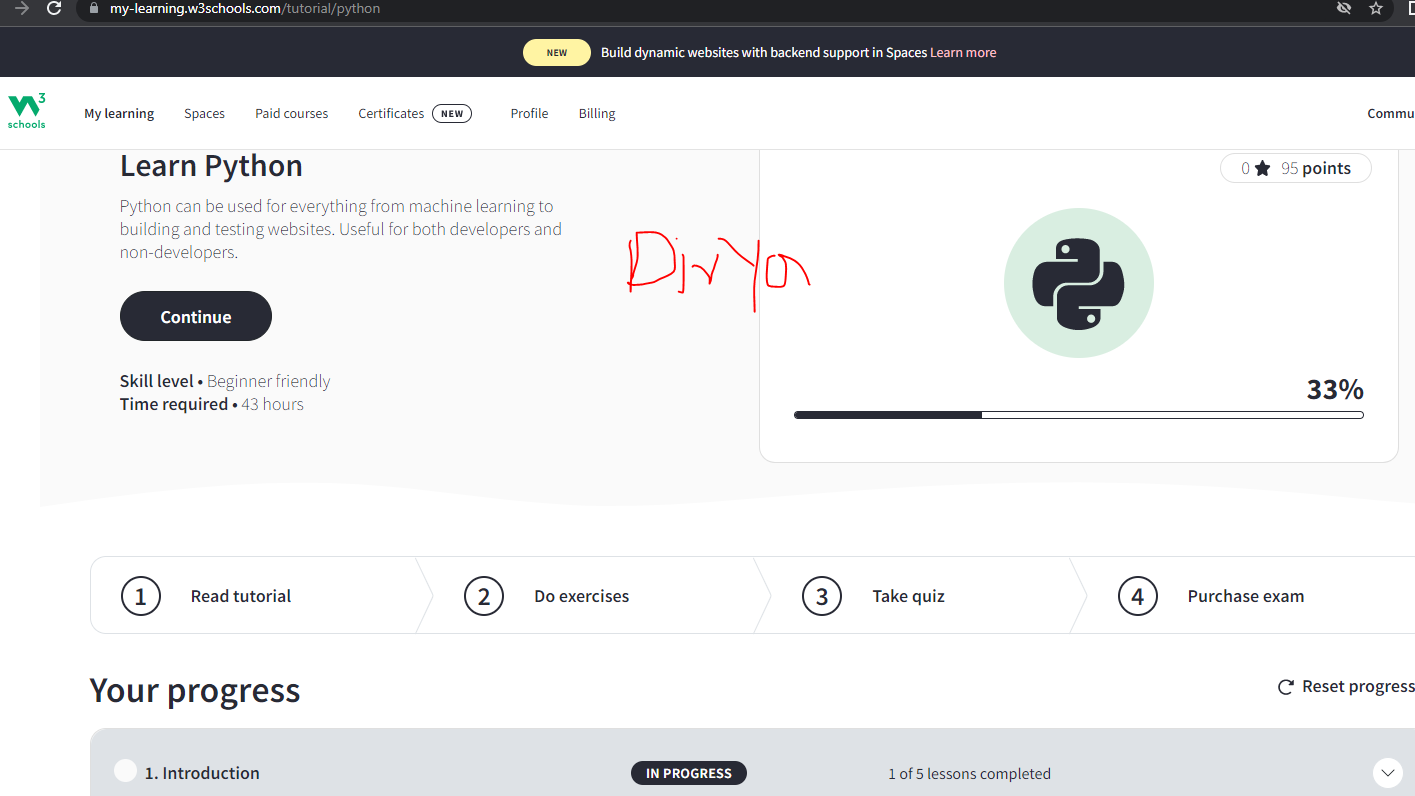 my-learning.w3schools.com/tutorial/python
NEW Build dynamic websites with backend support in Spaces Learn more
W3 schools My learning Spaces Paid courses Certificates NEW Profile Billing Commu
Learn Python
0 ★ 95 points
Python can be used for everything from machine learning to
building and testing websites. Useful for both developers and
non-developers.
Divya
Continue
Skill level • Beginner friendly
Time required • 43 hours
33%
1 Read tutorial 2 Do exercises 3 Take quiz 4 Purchase exam
Your progress
Reset progress
1. Introduction IN PROGRESS 1 of 5 lessons completed